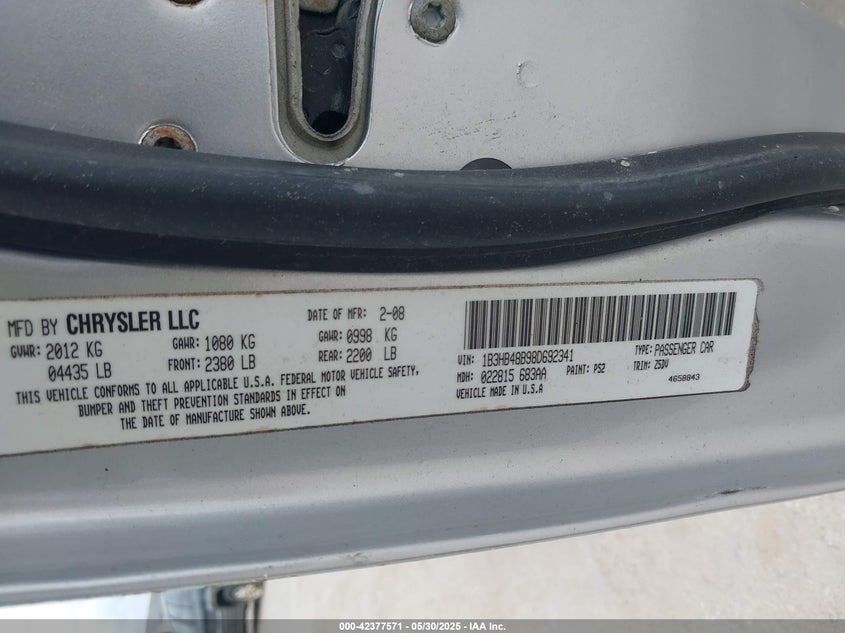 MFD BY CHRYSLER LLC DATE OF MFR: 2-08
GVWR: 2012 KG GAWR: 1080 KG GAWR: 0998 KG
04435 LB FRONT: 2380 LB REAR: 2200 LB
THIS VEHICLE CONFORMS TO ALL APPLICABLE U.S.A. FEDERAL MOTOR VEHICLE SAFETY,
BUMPER AND THEFT PREVENTION STANDARDS IN EFFECT ON
THE DATE OF MANUFACTURE SHOWN ABOVE.
VIN: 1B3HB48B98D692341 TYPE: PASSENGER CAR
MDH: 022815 683AA PAINT: PS2 TRIM: Z5DV
VEHICLE MADE IN U.S.A 4658843
000-42377571 — 05/30/2025 — IAA Inc.